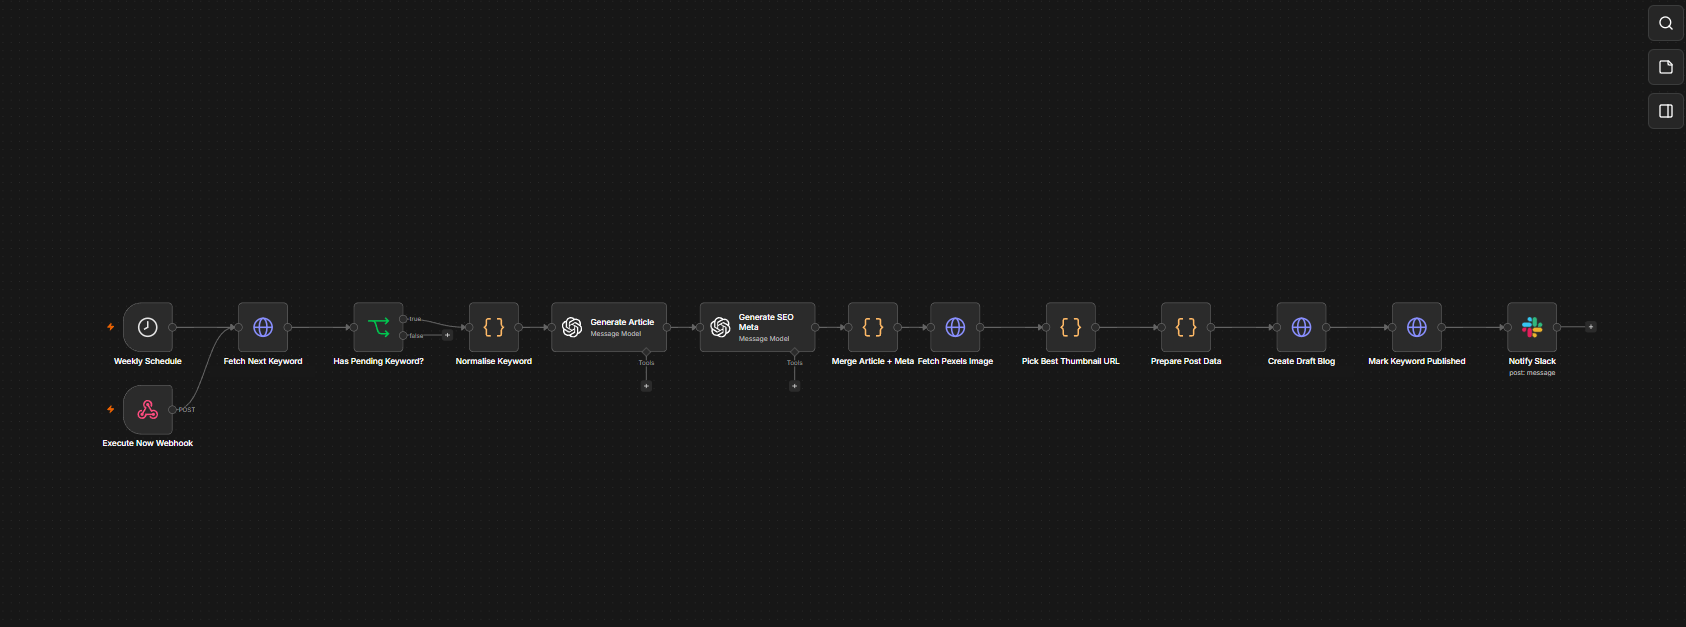 Weekly Schedule
Fetch Next Keyword
Has Pending Keyword?
true
false
Normalise Keyword
Generate Article
Message Model
Tools
Generate SEO
Meta
Message Model
Tools
Merge Article + Meta
Fetch Pexels Image
Pick Best Thumbnail URL
Prepare Post Data
Create Draft Blog
Mark Keyword Published
Notify Slack
post: message
POST
Execute Now Webhook